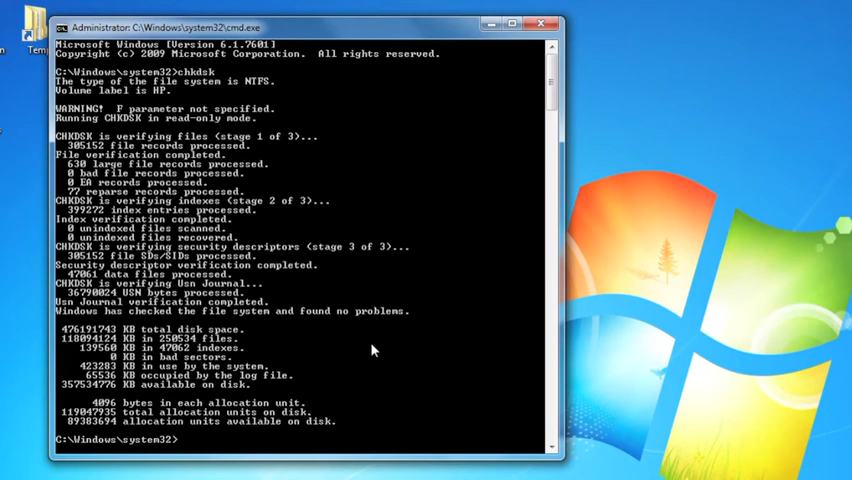 Temp
n
Administrator: C:\Windows\system32\cmd.exe
Microsoft Windows [Version 6.1.7601]
Copyright (c) 2009 Microsoft Corporation.  All rights reserved.
C:\Windows\system32>chkdsk
The type of the file system is NTFS.
Volume label is HP.
WARNING!  F parameter not specified.
Running CHKDSK in read-only mode.
CHKDSK is verifying files (stage 1 of 3)...
305152 file records processed.
File verification completed.
630 large file records processed.
0 bad file records processed.
0 EA records processed.
77 reparse records processed.
CHKDSK is verifying indexes (stage 2 of 3)...
399272 index entries processed.
Index verification completed.
0 unindexed files scanned.
0 unindexed files recovered.
CHKDSK is verifying security descriptors (stage 3 of 3)...
305152 file SDs/SIDs processed.
Security descriptor verification completed.
47061 data files processed.
CHKDSK is verifying Usn Journal...
36790024 USN bytes processed.
Usn Journal verification completed.
Windows has checked the file system and found no problems.
476191743 KB total disk space.
118094124 KB in 250534 files.
139560 KB in 47062 indexes.
0 KB in bad sectors.
423283 KB in use by the system.
65536 KB occupied by the log file.
357534776 KB available on disk.
4096 bytes in each allocation unit.
119047935 total allocation units on disk.
89383694 allocation units available on disk.
C:\Windows\system32>